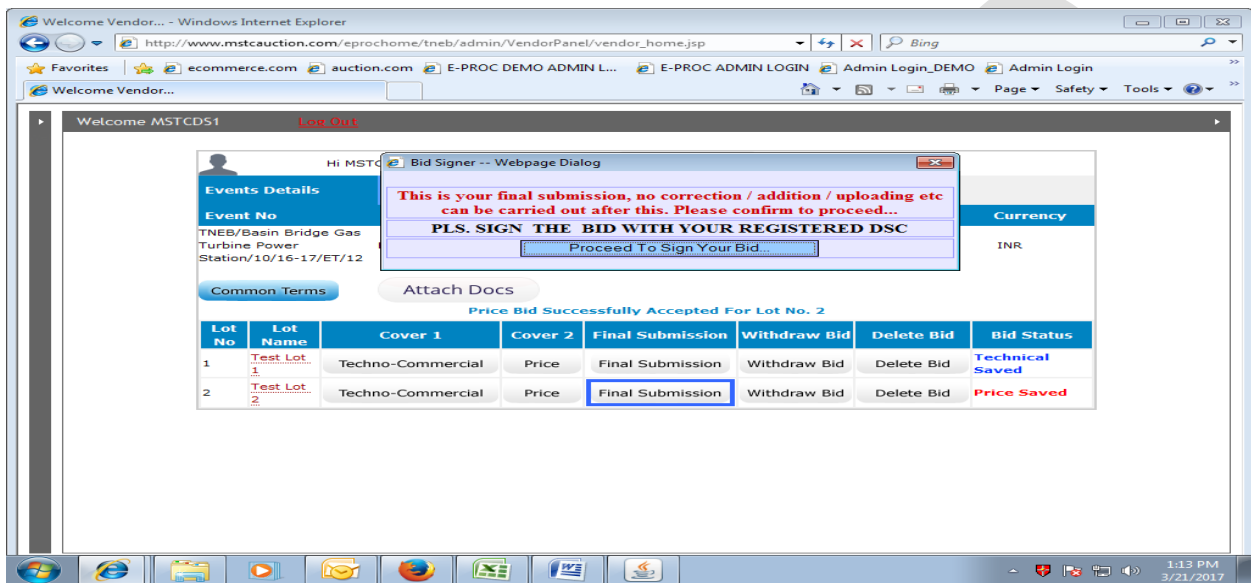 Welcome Vendor... - Windows Internet Explorer
http://www.mstcauction.com/eprochome/tneb/admin/VendorPanel/vendor_home.jsp
Bing
Favorites ecommerce.com auction.com E-PROC DEMO ADMIN L... E-PROC ADMIN LOGIN Admin Login_DEMO Admin Login
Welcome Vendor... Page Safety Tools
Welcome MSTCDS1 Log Out
Hi MSTC
Bid Signer -- Webpage Dialog
This is your final submission, no correction / addition / uploading etc
can be carried out after this. Please confirm to proceed...
PLS. SIGN THE BID WITH YOUR REGISTERED DSC
Proceed To Sign Your Bid...
Events Details
Event No Currency
TNEB/Basin Bridge Gas
Turbine Power INR
Station/10/16-17/ET/12
Common Terms Attach Docs
Price Bid Successfully Accepted For Lot No. 2
Lot No Lot Name Cover 1 Cover 2 Final Submission Withdraw Bid Delete Bid Bid Status
1 Test Lot 1 Techno-Commercial Price Final Submission Withdraw Bid Delete Bid Technical Saved
2 Test Lot 2 Techno-Commercial Price Final Submission Withdraw Bid Delete Bid Price Saved
1:13 PM
3/21/2017